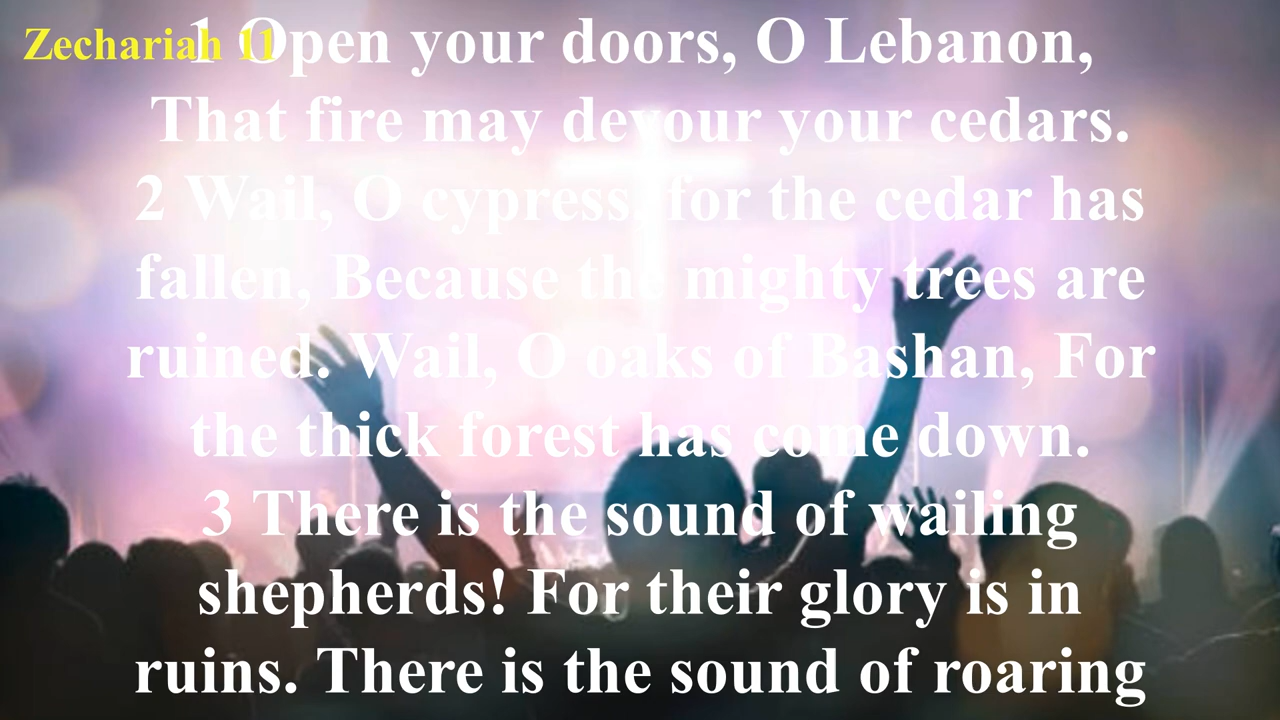 Zechariah 11
1 Open your doors, O Lebanon,
That fire may devour your cedars.
2 Wail, O cypress, for the cedar has
fallen, Because the mighty trees are
ruined. Wail, O oaks of Bashan, For
the thick forest has come down.
3 There is the sound of wailing
shepherds! For their glory is in
ruins. There is the sound of roaring